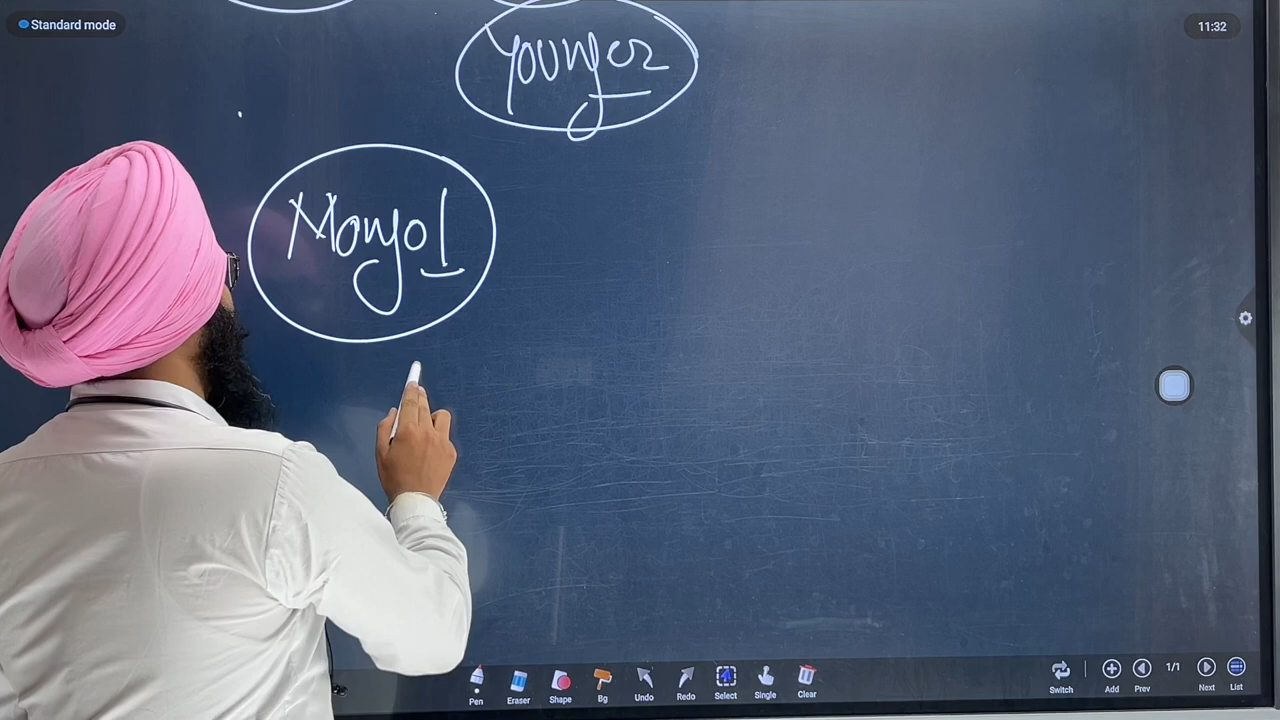 Standard mode
11:32
Younger
Mongol
Pen
Eraser
Shape
Bg
Undo
Redo
Select
Single
Clear
Switch
Add
Prev
1/1
Next
List